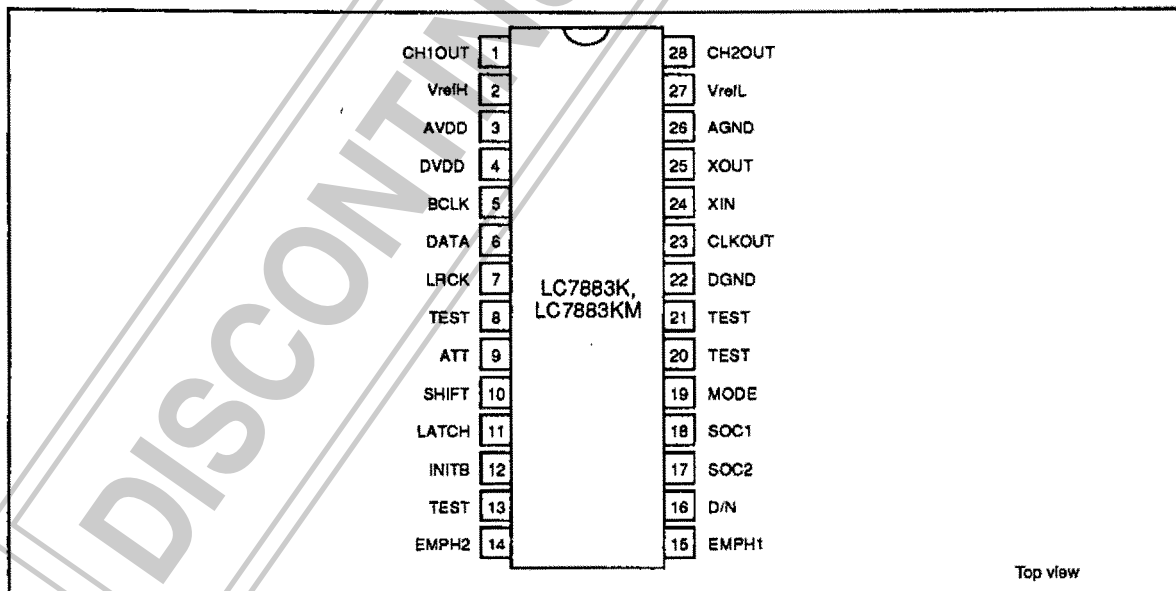 CH1OUT 1 28 CH2OUT
VrefH 2 27 VrefL
AVDD 3 26 AGND
DVDD 4 25 XOUT
BCLK 5 24 XIN
DATA 6 23 CLKOUT
LRCK 7 22 DGND
LC7883K,
LC7883KM
TEST 8 21 TEST
ATT 9 20 TEST
SHIFT 10 19 MODE
LATCH 11 18 SOC1
INITB 12 17 SOC2
TEST 13 16 D/N
EMPH2 14 15 EMPH1
Top view
DISCONTIN